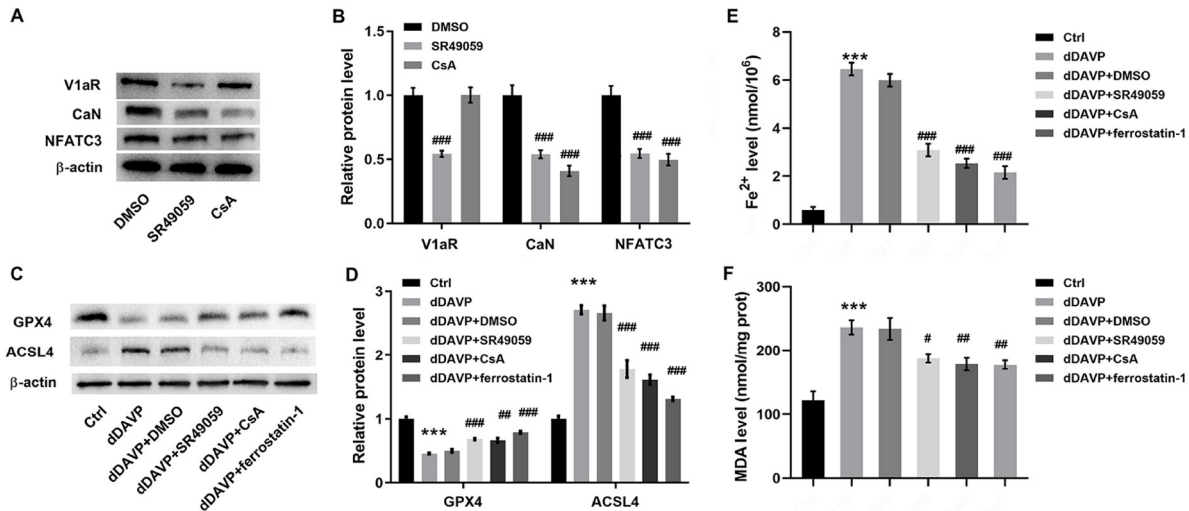 A
V1aR
CaN
NFATC3
β-actin
DMSO
SR49059
CsA
B
DMSO
SR49059
CsA
Relative protein level
1.5
1.0
0.5
0.0
###
###
###
###
###
V1aR
CaN
NFATC3
C
GPX4
ACSL4
β-actin
Ctrl
dDAVP
dDAVP+DMSO
dDAVP+SR49059
dDAVP+CsA
dDAVP+ferrostatin-1
D
Ctrl
dDAVP
dDAVP+DMSO
dDAVP+SR49059
dDAVP+CsA
dDAVP+ferrostatin-1
Relative protein level
3
2
1
0
***
###
##
###
***
###
###
###
GPX4
ACSL4
E
Fe²⁺ level (nmol/10⁶)
8
6
4
2
0
***
###
###
###
Ctrl
dDAVP
dDAVP+DMSO
dDAVP+SR49059
dDAVP+CsA
dDAVP+ferrostatin-1
F
MDA level (nmol/mg prot)
300
200
100
0
***
#
##
##
Ctrl
dDAVP
dDAVP+DMSO
dDAVP+SR49059
dDAVP+CsA
dDAVP+ferrostatin-1